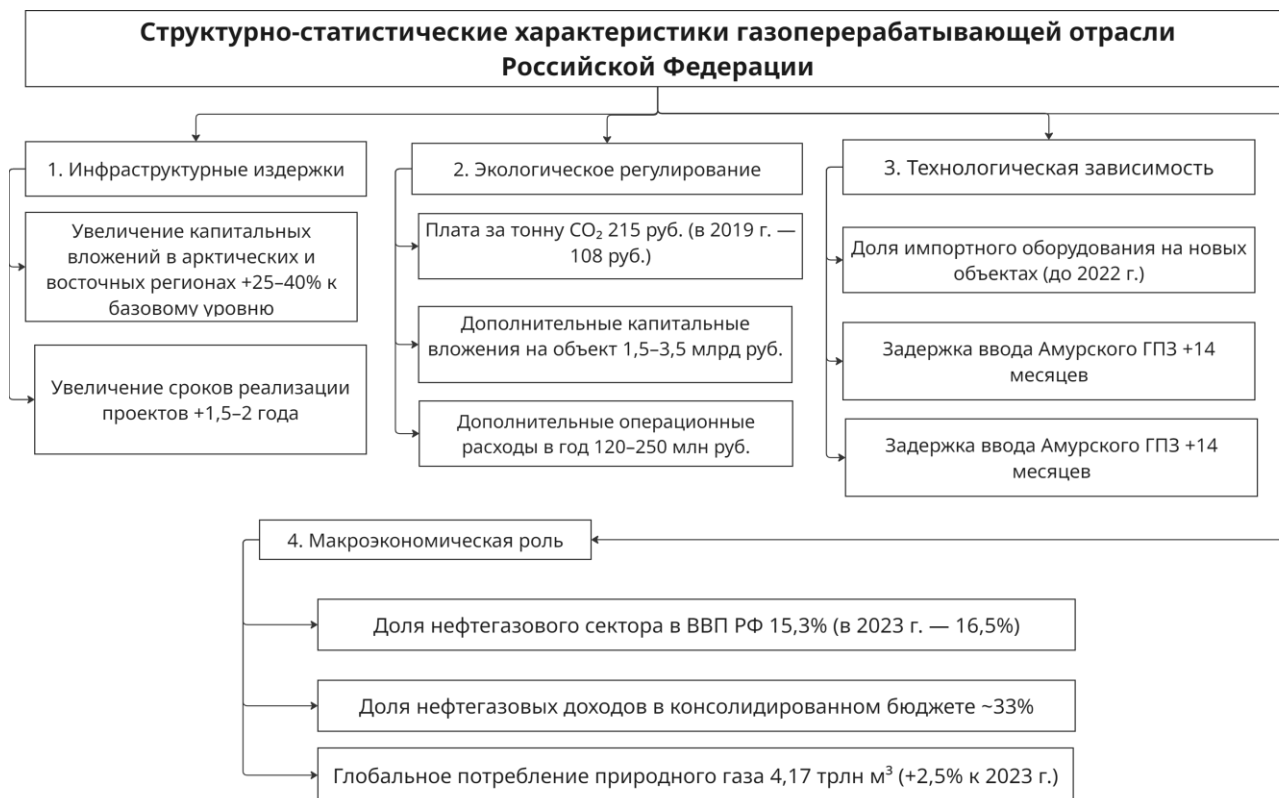 Структурно-статистические характеристики газоперерабатывающей отрасли
Российской Федерации
1. Инфраструктурные издержки
Увеличение капитальных
вложений в арктических и
восточных регионах +25–40% к
базовому уровню
Увеличение сроков реализации
проектов +1,5–2 года
2. Экологическое регулирование
Плата за тонну CO₂ 215 руб. (в 2019 г. —
108 руб.)
Дополнительные капитальные
вложения на объект 1,5–3,5 млрд руб.
Дополнительные операционные
расходы в год 120–250 млн руб.
3. Технологическая зависимость
Доля импортного оборудования на новых
объектах (до 2022 г.)
Задержка ввода Амурского ГПЗ +14
месяцев
Задержка ввода Амурского ГПЗ +14
месяцев
4. Макроэкономическая роль
Доля нефтегазового сектора в ВВП РФ 15,3% (в 2023 г. — 16,5%)
Доля нефтегазовых доходов в консолидированном бюджете ~33%
Глобальное потребление природного газа 4,17 трлн м³ (+2,5% к 2023 г.)